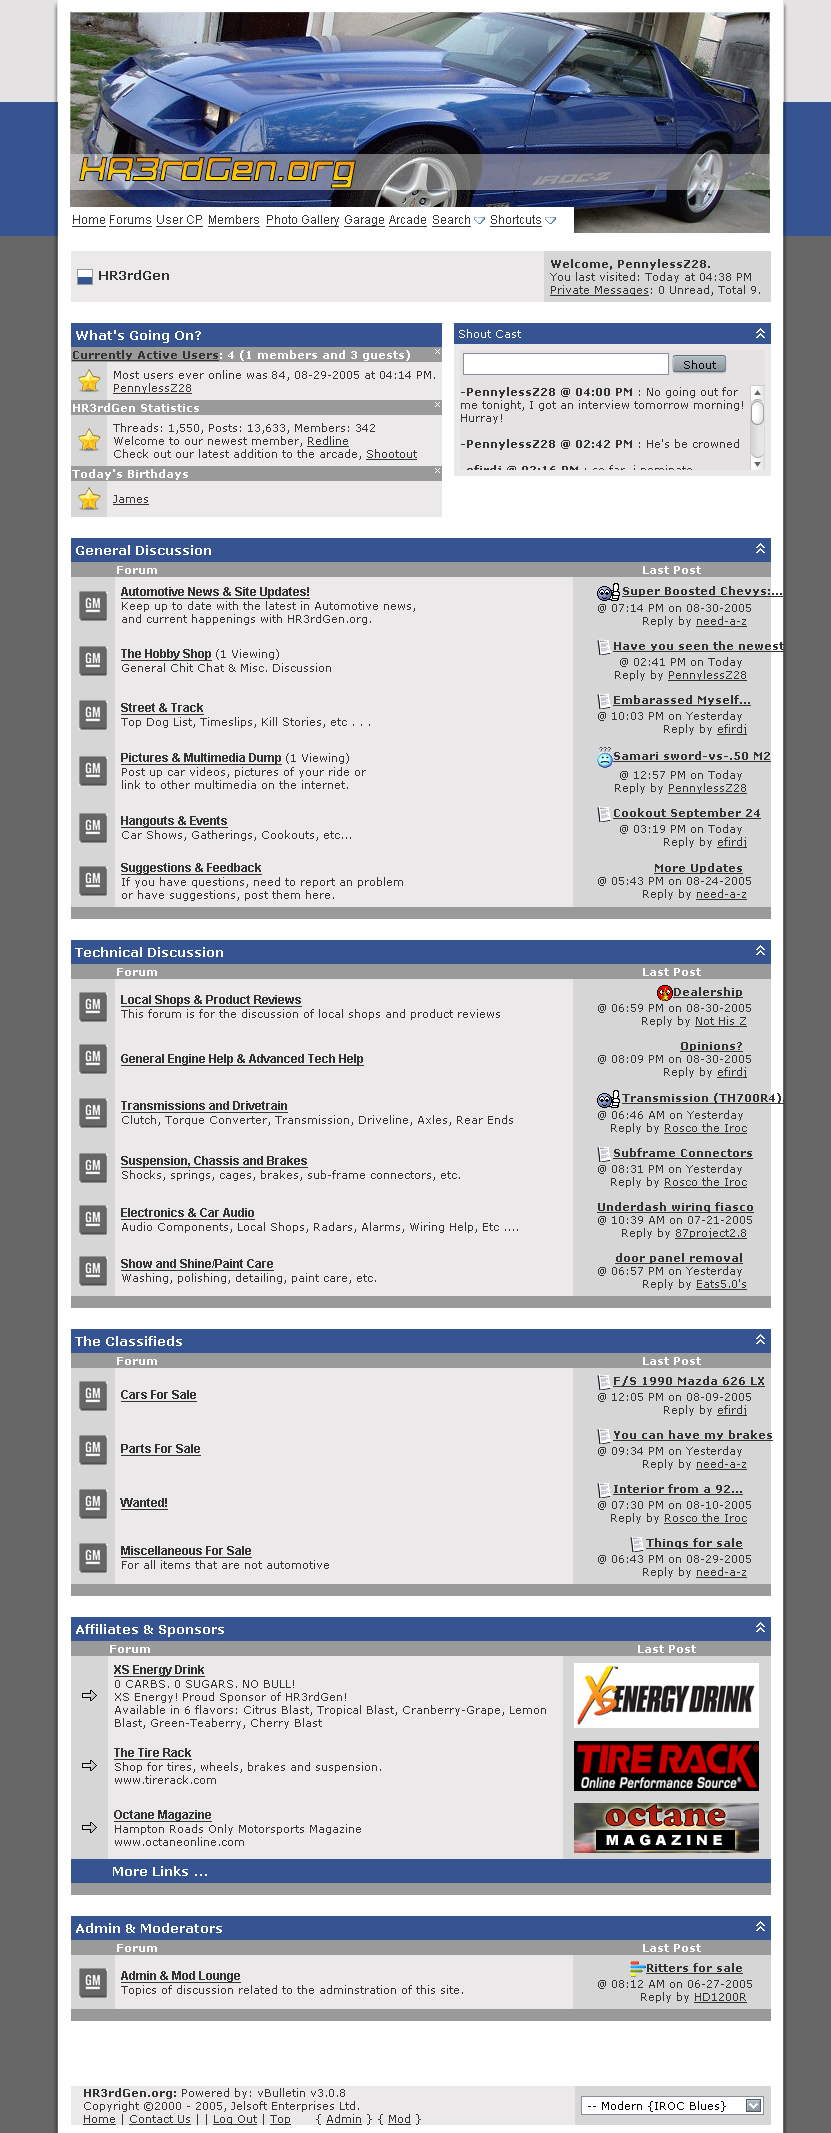 HR3rdGen.org
IROC-Z
Home Forums User CP Members Photo Gallery Garage Arcade Search Shortcuts
HR3rdGen
Welcome, PennylessZ28.
You last visited: Today at 04:38 PM
Private Messages: 0 Unread, Total 9.
What's Going On?
Currently Active Users: 4 (1 members and 3 guests)
Most users ever online was 84, 08-29-2005 at 04:14 PM.
PennylessZ28
HR3rdGen Statistics
Threads: 1,550, Posts: 13,633, Members: 342
Welcome to our newest member, Redline
Check out our latest addition to the arcade, Shootout
Today's Birthdays
James
Shout Cast
Shout
-PennylessZ28 @ 04:00 PM : No going out for
me tonight, I got an interview tomorrow morning!
Hurray!
-PennylessZ28 @ 02:42 PM : He's be crowned
-efirdj @ 02:16 PM : so far, i nominate
General Discussion
Forum Last Post
GM
Automotive News & Site Updates!
Keep up to date with the latest in Automotive news,
and current happenings with HR3rdGen.org.
Super Boosted Chevys:...
@ 07:14 PM on 08-30-2005
Reply by need-a-z
GM
The Hobby Shop (1 Viewing)
General Chit Chat & Misc. Discussion
Have you seen the newest
@ 02:41 PM on Today
Reply by PennylessZ28
GM
Street & Track
Top Dog List, Timeslips, Kill Stories, etc . . .
Embarassed Myself...
@ 10:03 PM on Yesterday
Reply by efirdj
GM
Pictures & Multimedia Dump (1 Viewing)
Post up car videos, pictures of your ride or
link to other multimedia on the internet.
???
Samari sword-vs-.50 M2
@ 12:57 PM on Today
Reply by PennylessZ28
GM
Hangouts & Events
Car Shows, Gatherings, Cookouts, etc...
Cookout September 24
@ 03:19 PM on Today
Reply by efirdj
GM
Suggestions & Feedback
If you have questions, need to report an problem
or have suggestions, post them here.
More Updates
@ 05:43 PM on 08-24-2005
Reply by need-a-z
Technical Discussion
Forum Last Post
GM
Local Shops & Product Reviews
This forum is for the discussion of local shops and product reviews
Dealership
@ 06:59 PM on 08-30-2005
Reply by Not His Z
GM
General Engine Help & Advanced Tech Help
Opinions?
@ 08:09 PM on 08-30-2005
Reply by efirdj
GM
Transmissions and Drivetrain
Clutch, Torque Converter, Transmission, Driveline, Axles, Rear Ends
Transmission (TH700R4)
@ 06:46 AM on Yesterday
Reply by Rosco the Iroc
GM
Suspension, Chassis and Brakes
Shocks, springs, cages, brakes, sub-frame connectors, etc.
Subframe Connectors
@ 08:31 PM on Yesterday
Reply by Rosco the Iroc
GM
Electronics & Car Audio
Audio Components, Local Shops, Radars, Alarms, Wiring Help, Etc ....
Underdash wiring fiasco
@ 10:39 AM on 07-21-2005
Reply by 87project2.8
GM
Show and Shine/Paint Care
Washing, polishing, detailing, paint care, etc.
door panel removal
@ 06:57 PM on Yesterday
Reply by Eats5.0's
The Classifieds
Forum Last Post
GM
Cars For Sale
F/S 1990 Mazda 626 LX
@ 12:05 PM on 08-09-2005
Reply by efirdj
GM
Parts For Sale
You can have my brakes
@ 09:34 PM on Yesterday
Reply by need-a-z
GM
Wanted!
Interior from a 92...
@ 07:30 PM on 08-10-2005
Reply by Rosco the Iroc
GM
Miscellaneous For Sale
For all items that are not automotive
Things for sale
@ 06:43 PM on 08-29-2005
Reply by need-a-z
Affiliates & Sponsors
Forum Last Post
XS Energy Drink
0 CARBS. 0 SUGARS. NO BULL!
XS Energy! Proud Sponsor of HR3rdGen!
Available in 6 flavors: Citrus Blast, Tropical Blast, Cranberry-Grape, Lemon
Blast, Green-Teaberry, Cherry Blast
XS ENERGY DRINK
The Tire Rack
Shop for tires, wheels, brakes and suspension.
www.tirerack.com
TIRE RACK
Online Performance Source®
Octane Magazine
Hampton Roads Only Motorsports Magazine
www.octaneonline.com
octane
MAGAZINE
More Links ...
Admin & Moderators
Forum Last Post
GM
Admin & Mod Lounge
Topics of discussion related to the adminstration of this site.
Ritters for sale
@ 08:12 AM on 06-27-2005
Reply by HD1200R
HR3rdGen.org: Powered by: vBulletin v3.0.8
Copyright ©2000 - 2005, Jelsoft Enterprises Ltd.
Home | Contact Us | | Log Out | Top { Admin } { Mod }
-- Modern {IROC Blues}